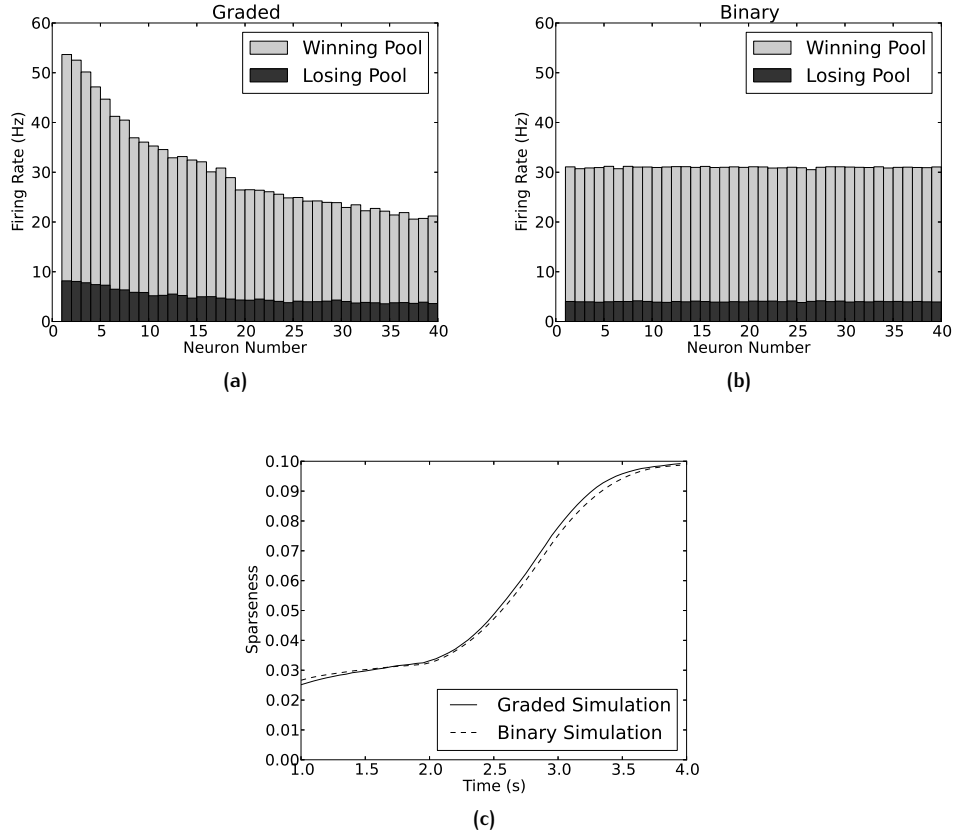 Graded
60
50
40
30
20
10
0
Firing Rate (Hz)
Winning Pool
Losing Pool
0 5 10 15 20 25 30 35 40
Neuron Number
(a)
Binary
60
50
40
30
20
10
0
Firing Rate (Hz)
Winning Pool
Losing Pool
0 5 10 15 20 25 30 35 40
Neuron Number
(b)
0.10
0.09
0.08
0.07
0.06
0.05
0.04
0.03
0.02
0.01
0.00
Sparseness
Graded Simulation
Binary Simulation
1.0 1.5 2.0 2.5 3.0 3.5 4.0
Time (s)
(c)